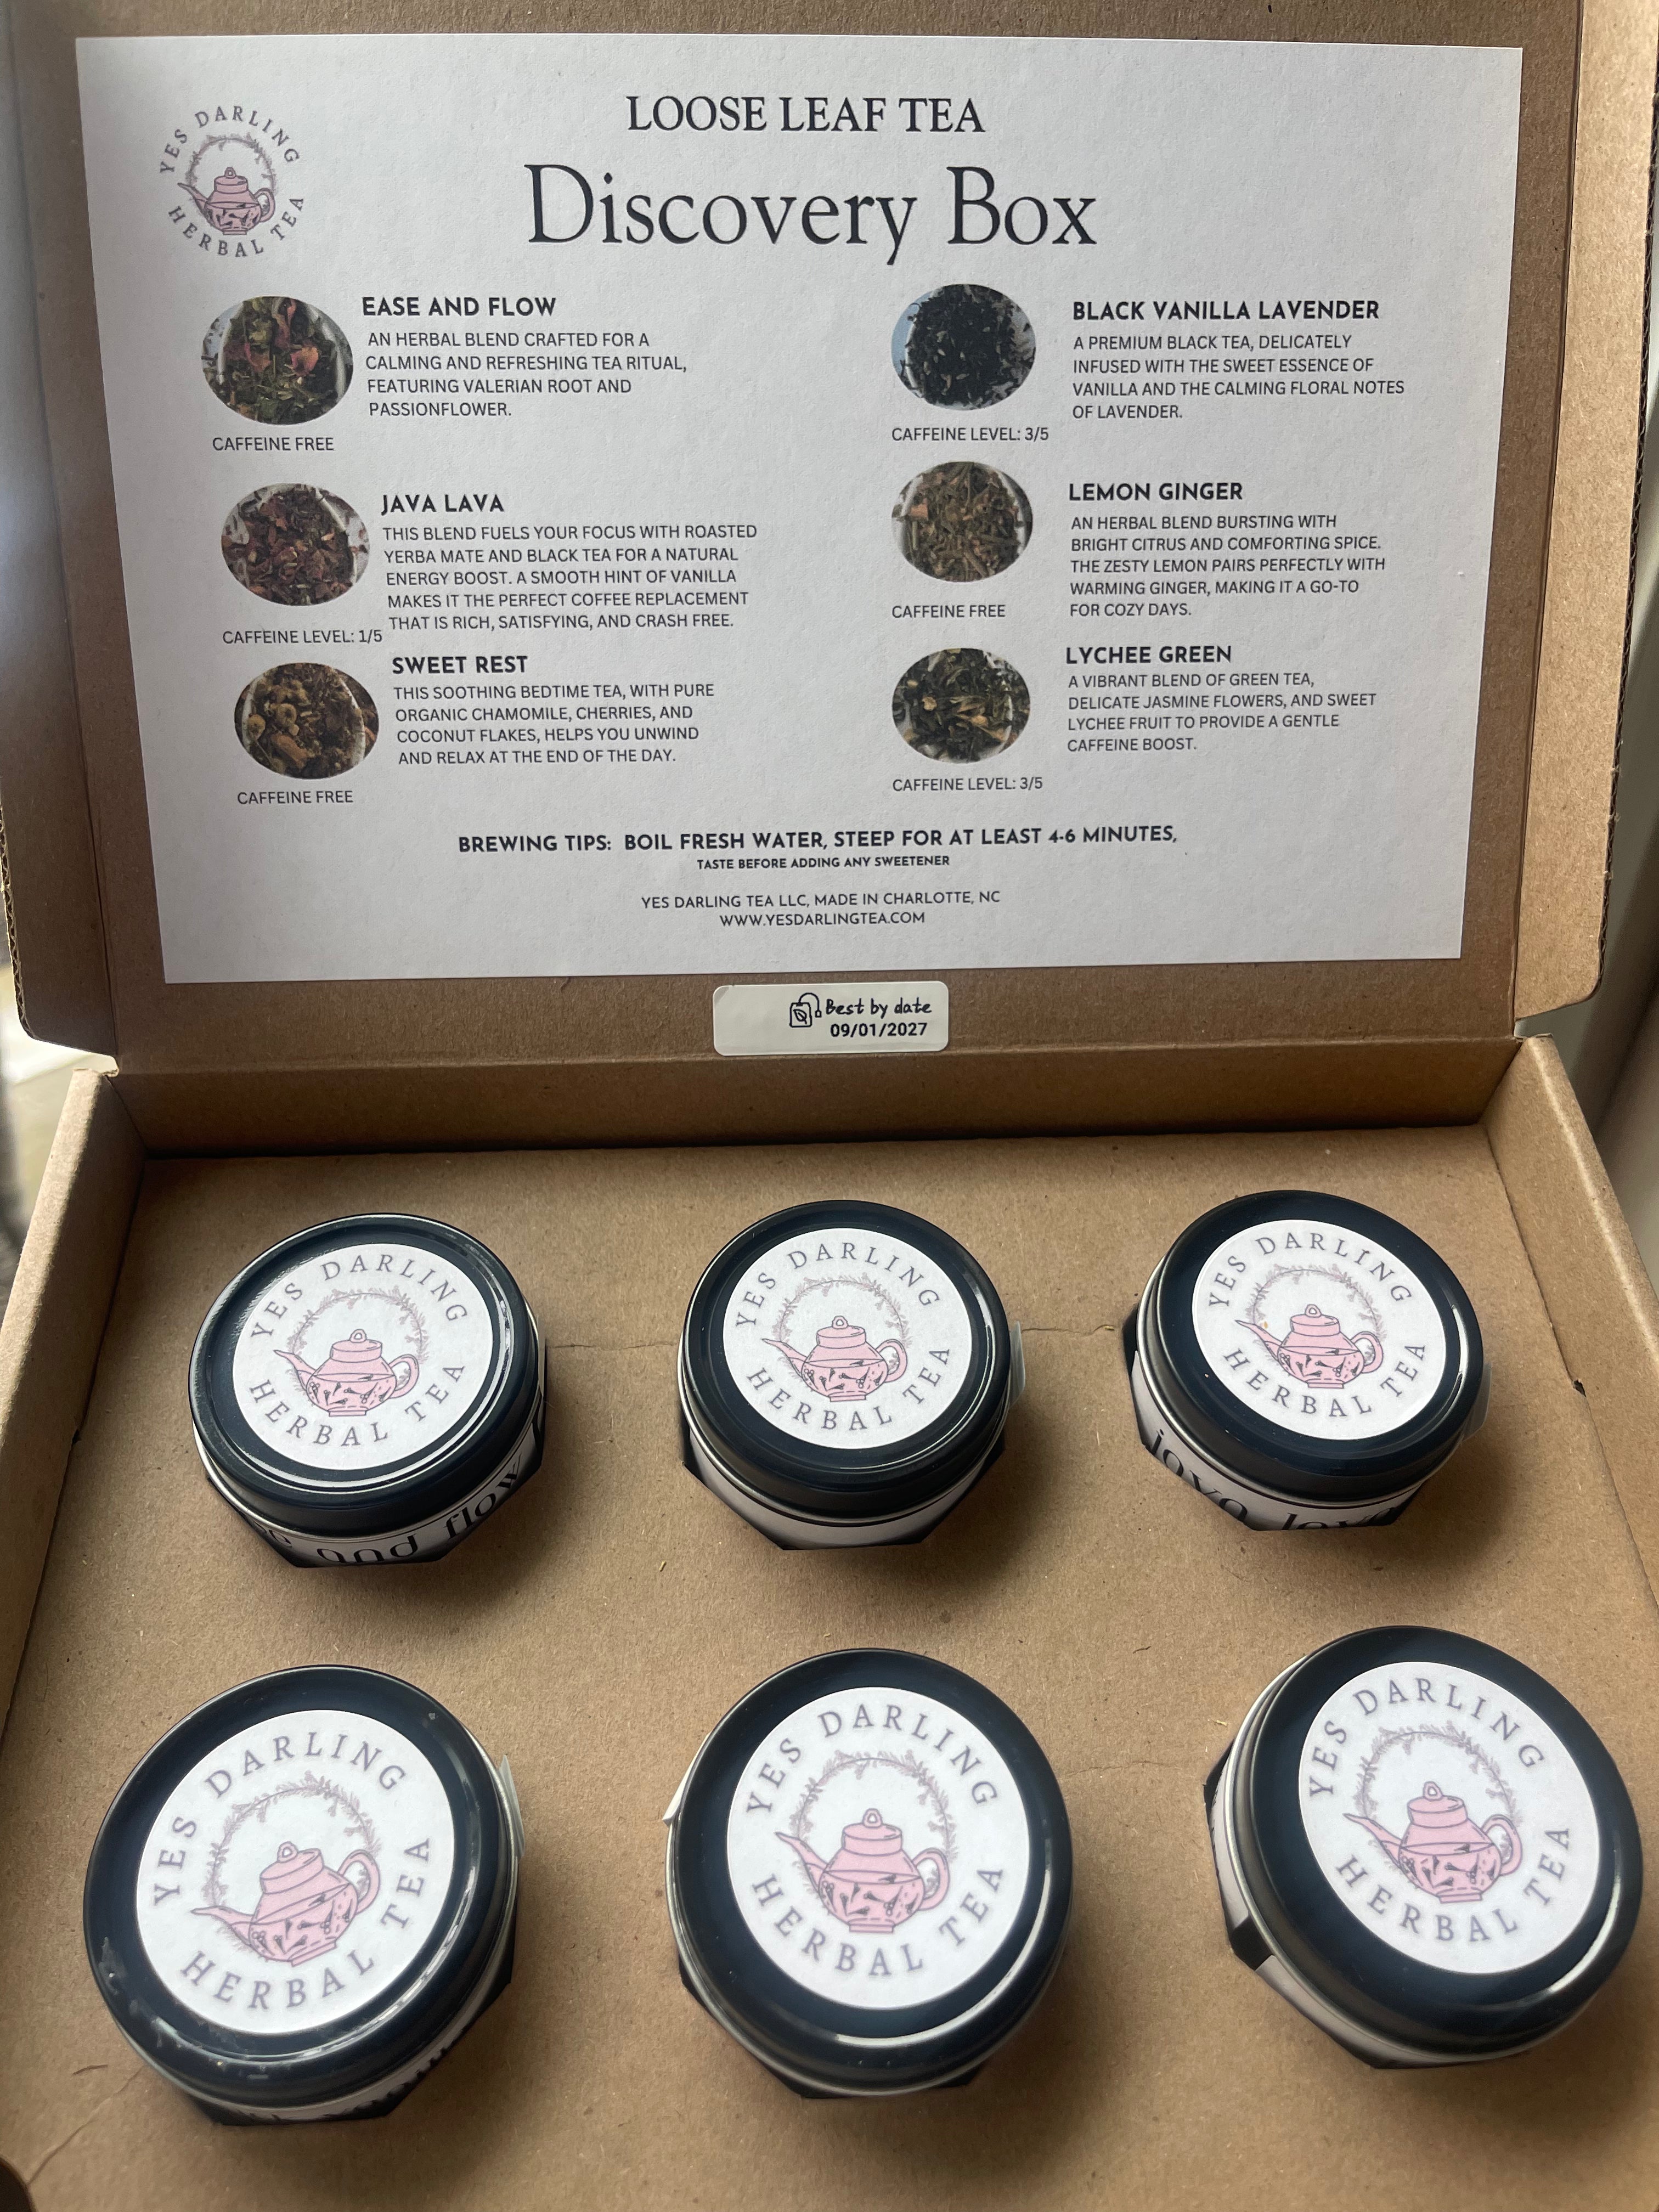 YES DARLING
HERBAL TEA
LOOSE LEAF TEA
Discovery Box
EASE AND FLOW
AN HERBAL BLEND CRAFTED FOR A
CALMING AND REFRESHING TEA RITUAL,
FEATURING VALERIAN ROOT AND
PASSIONFLOWER.
CAFFEINE FREE
JAVA LAVA
THIS BLEND FUELS YOUR FOCUS WITH ROASTED
YERBA MATE AND BLACK TEA FOR A NATURAL
ENERGY BOOST. A SMOOTH HINT OF VANILLA
MAKES IT THE PERFECT COFFEE REPLACEMENT
THAT IS RICH, SATISFYING, AND CRASH FREE.
CAFFEINE LEVEL: 1/5
SWEET REST
THIS SOOTHING BEDTIME TEA, WITH PURE
ORGANIC CHAMOMILE, CHERRIES, AND
COCONUT FLAKES, HELPS YOU UNWIND
AND RELAX AT THE END OF THE DAY.
CAFFEINE FREE
BLACK VANILLA LAVENDER
A PREMIUM BLACK TEA, DELICATELY
INFUSED WITH THE SWEET ESSENCE OF
VANILLA AND THE CALMING FLORAL NOTES
OF LAVENDER.
CAFFEINE LEVEL: 3/5
LEMON GINGER
AN HERBAL BLEND BURSTING WITH
BRIGHT CITRUS AND COMFORTING SPICE.
THE ZESTY LEMON PAIRS PERFECTLY WITH
WARMING GINGER, MAKING IT A GO-TO
FOR COZY DAYS.
CAFFEINE FREE
LYCHEE GREEN
A VIBRANT BLEND OF GREEN TEA,
DELICATE JASMINE FLOWERS, AND SWEET
LYCHEE FRUIT TO PROVIDE A GENTLE
CAFFEINE BOOST.
CAFFEINE LEVEL: 3/5
BREWING TIPS: BOIL FRESH WATER, STEEP FOR AT LEAST 4-6 MINUTES,
TASTE BEFORE ADDING ANY SWEETENER
YES DARLING TEA LLC, MADE IN CHARLOTTE, NC
WWW.YESDARLINGTEA.COM
Best by date
09/01/2027
YES DARLING
HERBAL TEA
and flow
YES DARLING
HERBAL TEA
YES DARLING
HERBAL TEA
java lava
YES DARLING
HERBAL TEA
YES DARLING
HERBAL TEA
YES DARLING
HERBAL TEA